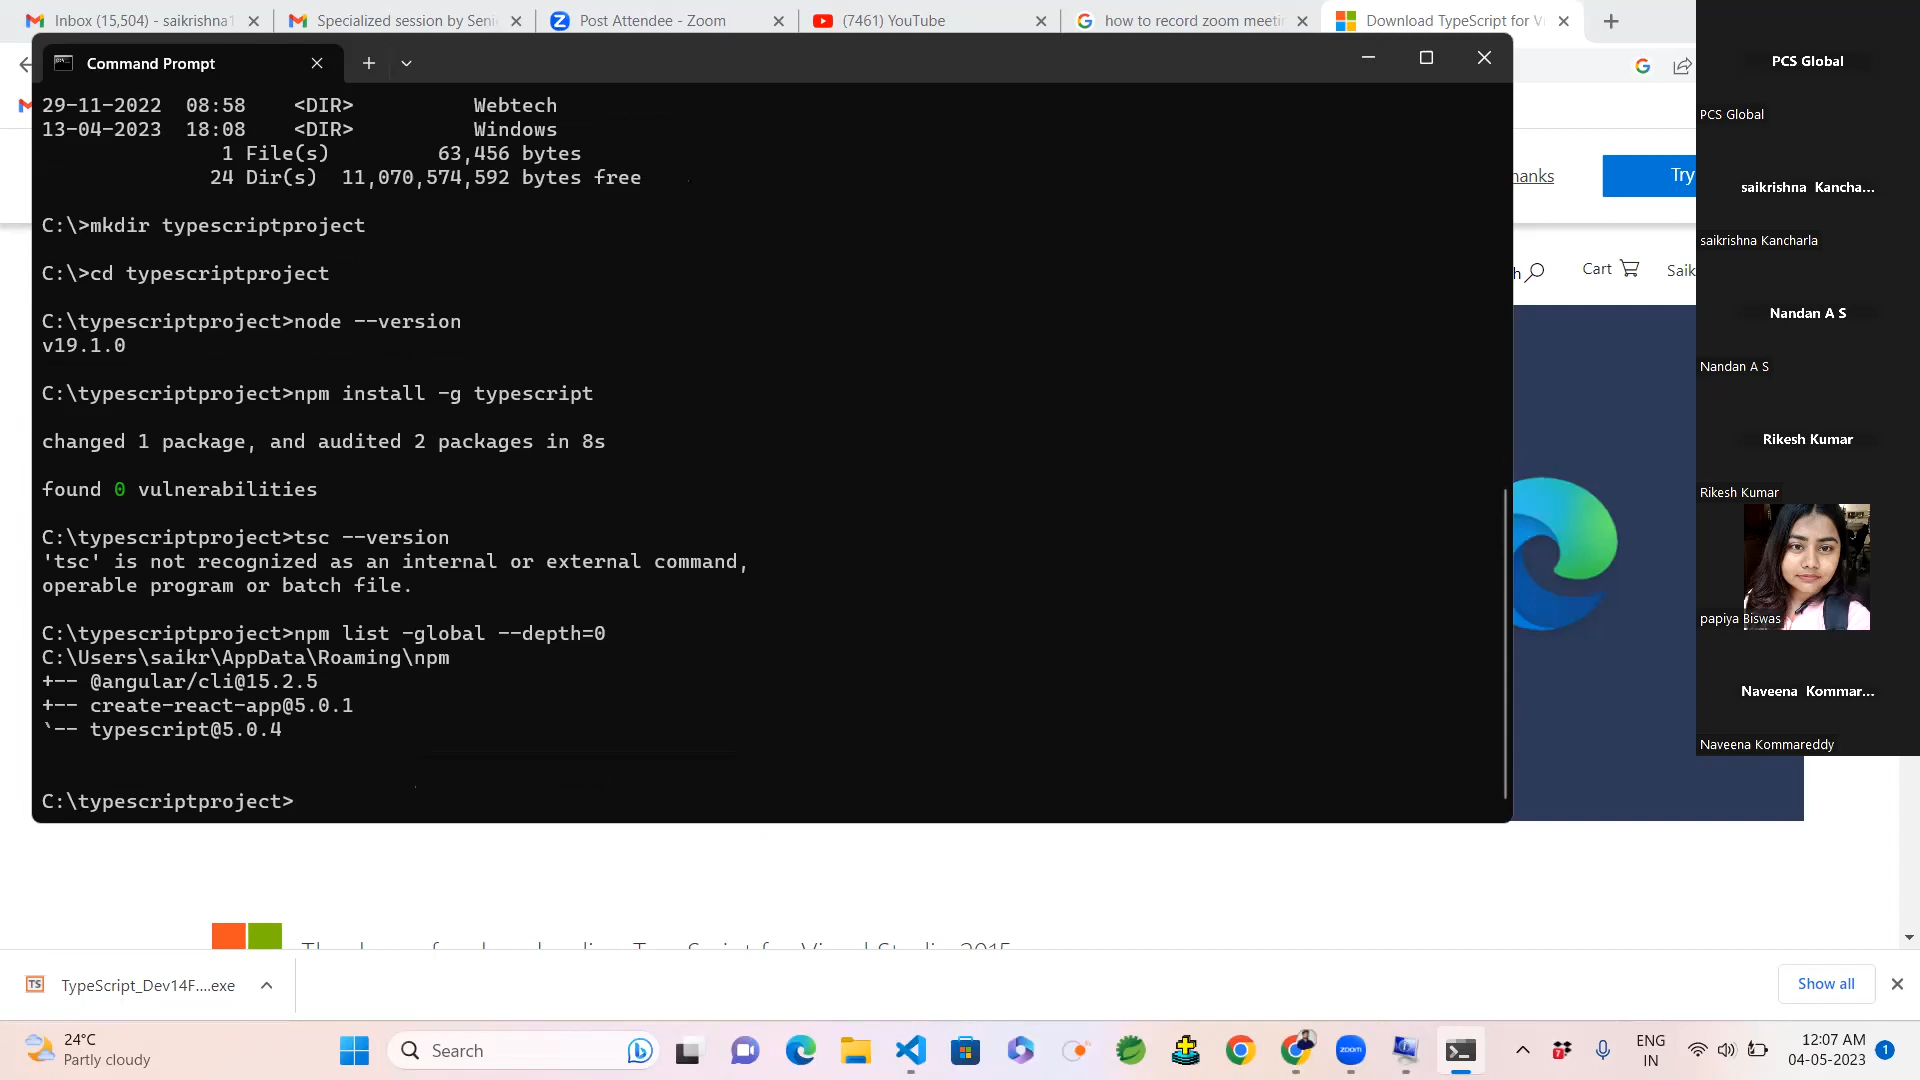 Inbox (15,504) - saikrishna1
Specialized session by Seni
Post Attendee - Zoom
(7461) YouTube
how to record zoom meetin
Download TypeScript for V
Command Prompt
29-11-2022 08:58 <DIR> Webtech
13-04-2023 18:08 <DIR> Windows
1 File(s) 63,456 bytes
24 Dir(s) 11,070,574,592 bytes free
C:\>mkdir typescriptproject
C:\>cd typescriptproject
C:\typescriptproject>node --version
v19.1.0
C:\typescriptproject>npm install -g typescript
changed 1 package, and audited 2 packages in 8s
found 0 vulnerabilities
C:\typescriptproject>tsc --version
'tsc' is not recognized as an internal or external command,
operable program or batch file.
C:\typescriptproject>npm list -global --depth=0
C:\Users\saikr\AppData\Roaming\npm
+-- @angular/cli@15.2.5
+-- create-react-app@5.0.1
`-- typescript@5.0.4
C:\typescriptproject>
hanks
Try
h
Cart
Saik
PCS Global
PCS Global
saikrishna Kancha...
saikrishna Kancharla
Nandan A S
Nandan A S
Rikesh Kumar
Rikesh Kumar
papiya Biswas
Naveena Kommar...
Naveena Kommareddy
TS
TypeScript_Dev14F....exe
Show all
24°C
Partly cloudy
Search
zoom
ENG
IN
12:07 AM
04-05-2023
1